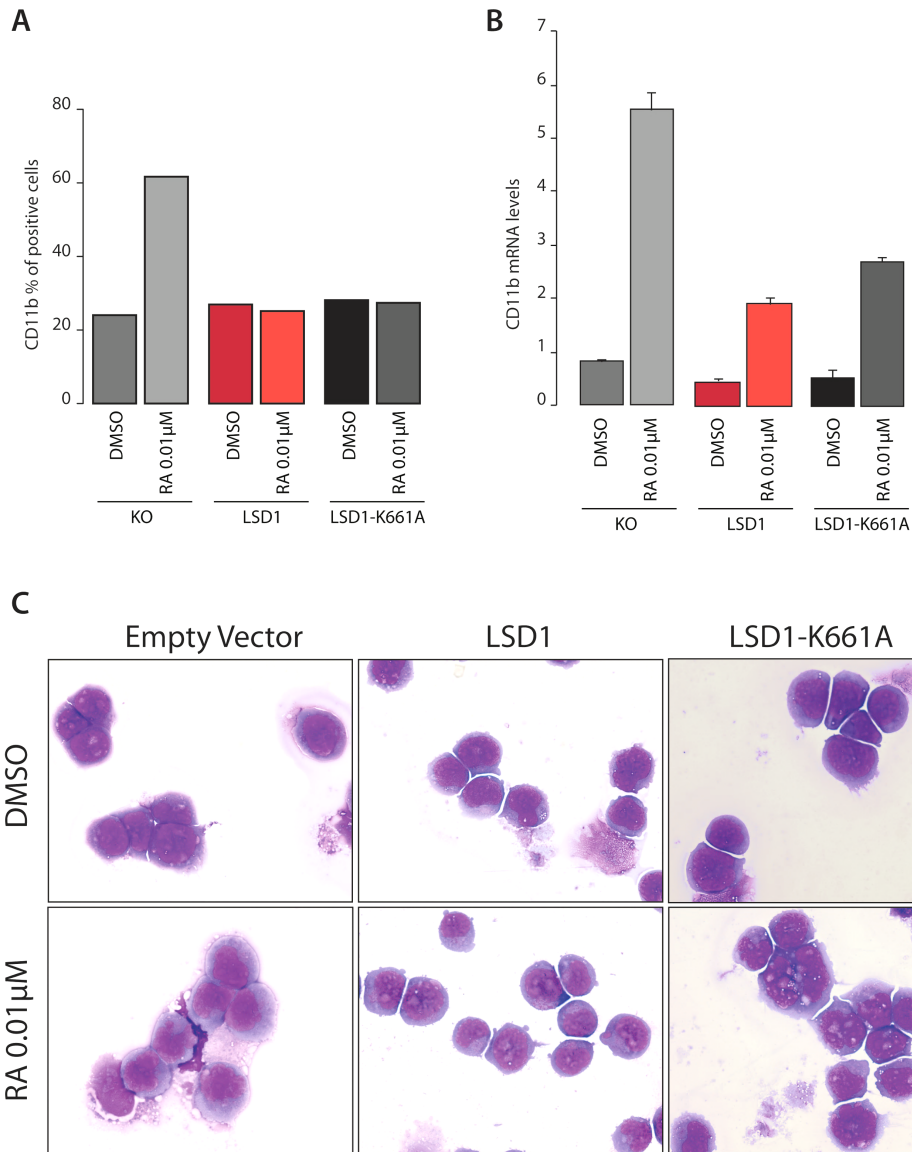 A
CD11b % of positive cells
80
60
40
20
0
DMSO
RA 0.01µM
DMSO
RA 0.01µM
DMSO
RA 0.01µM
KO
LSD1
LSD1-K661A
B
CD11b mRNA levels
7
6
5
4
3
2
1
0
DMSO
RA 0.01µM
DMSO
RA 0.01µM
DMSO
RA 0.01µM
KO
LSD1
LSD1-K661A
C
Empty Vector
LSD1
LSD1-K661A
DMSO
RA 0.01µM